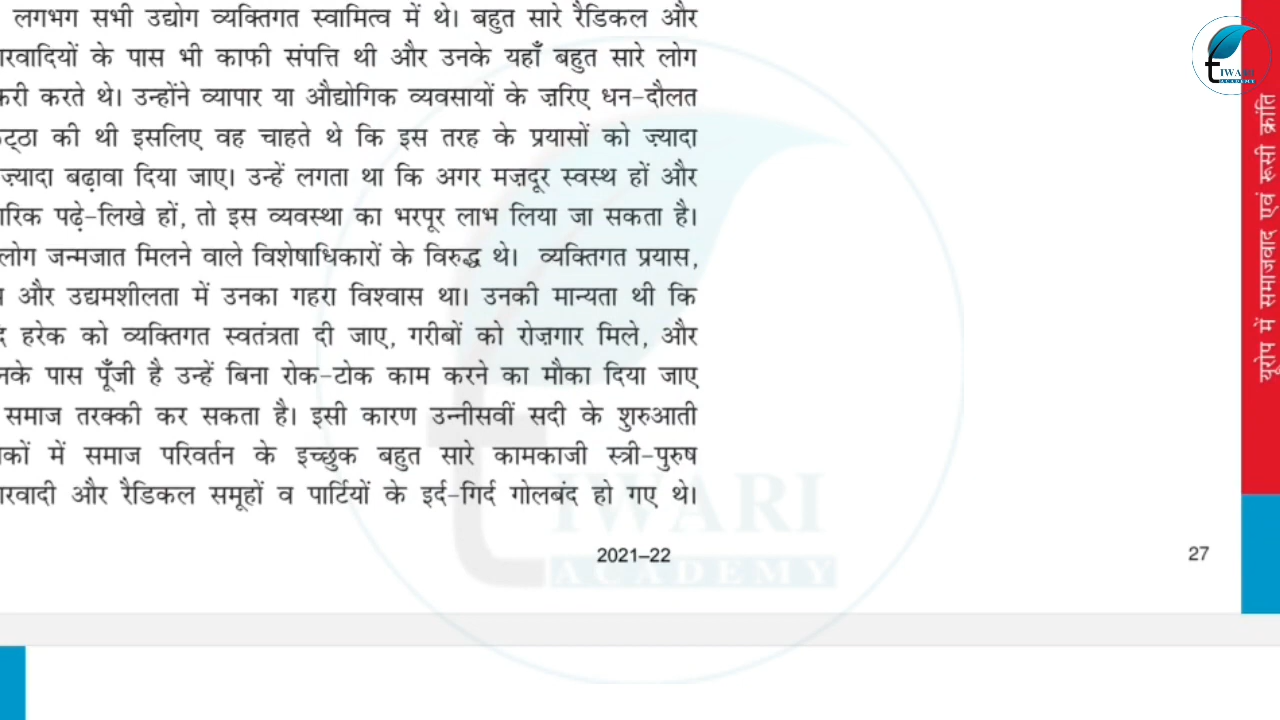 लगभग सभी उद्योग व्यक्तिगत स्वामित्व में थे। बहुत सारे रैडिकल और
के पास भी काफी संपत्ति थी और उनके यहाँ बहुत सारे लोग
करते थे। उन्होंने व्यापार या औद्योगिक व्यवसायों के ज़रिए धन-दौलत
की थी इसलिए वह चाहते थे कि इस तरह के प्रयासों को ज़्यादा
ज़्यादा बढ़ावा दिया जाए। उन्हें लगता था कि अगर मज़दूर स्वस्थ हों और
पढ़े-लिखे हों, तो इस व्यवस्था का भरपूर लाभ लिया जा सकता है।
लोग जन्मजात मिलने वाले विशेषाधिकारों के विरुद्ध थे। व्यक्तिगत प्रयास,
और उद्यमशीलता में उनका गहरा विश्वास था। उनकी मान्यता थी कि
हरेक को व्यक्तिगत स्वतंत्रता दी जाए, गरीबों को रोज़गार मिले, और
पास पूँजी है उन्हें बिना रोक-टोक काम करने का मौका दिया जाए
समाज तरक्की कर सकता है। इसी कारण उन्नीसवीं सदी के शुरुआती
में समाज परिवर्तन के इच्छुक बहुत सारे कामकाजी स्त्री-पुरुष
और रैडिकल समूहों व पार्टियों के इर्द-गिर्द गोलबंद हो गए थे।
2021–22
27
यूरोप में समाजवाद एवं रूसी क्रांति
TIWARI
ACADEMY
IWARI
ACADEMY